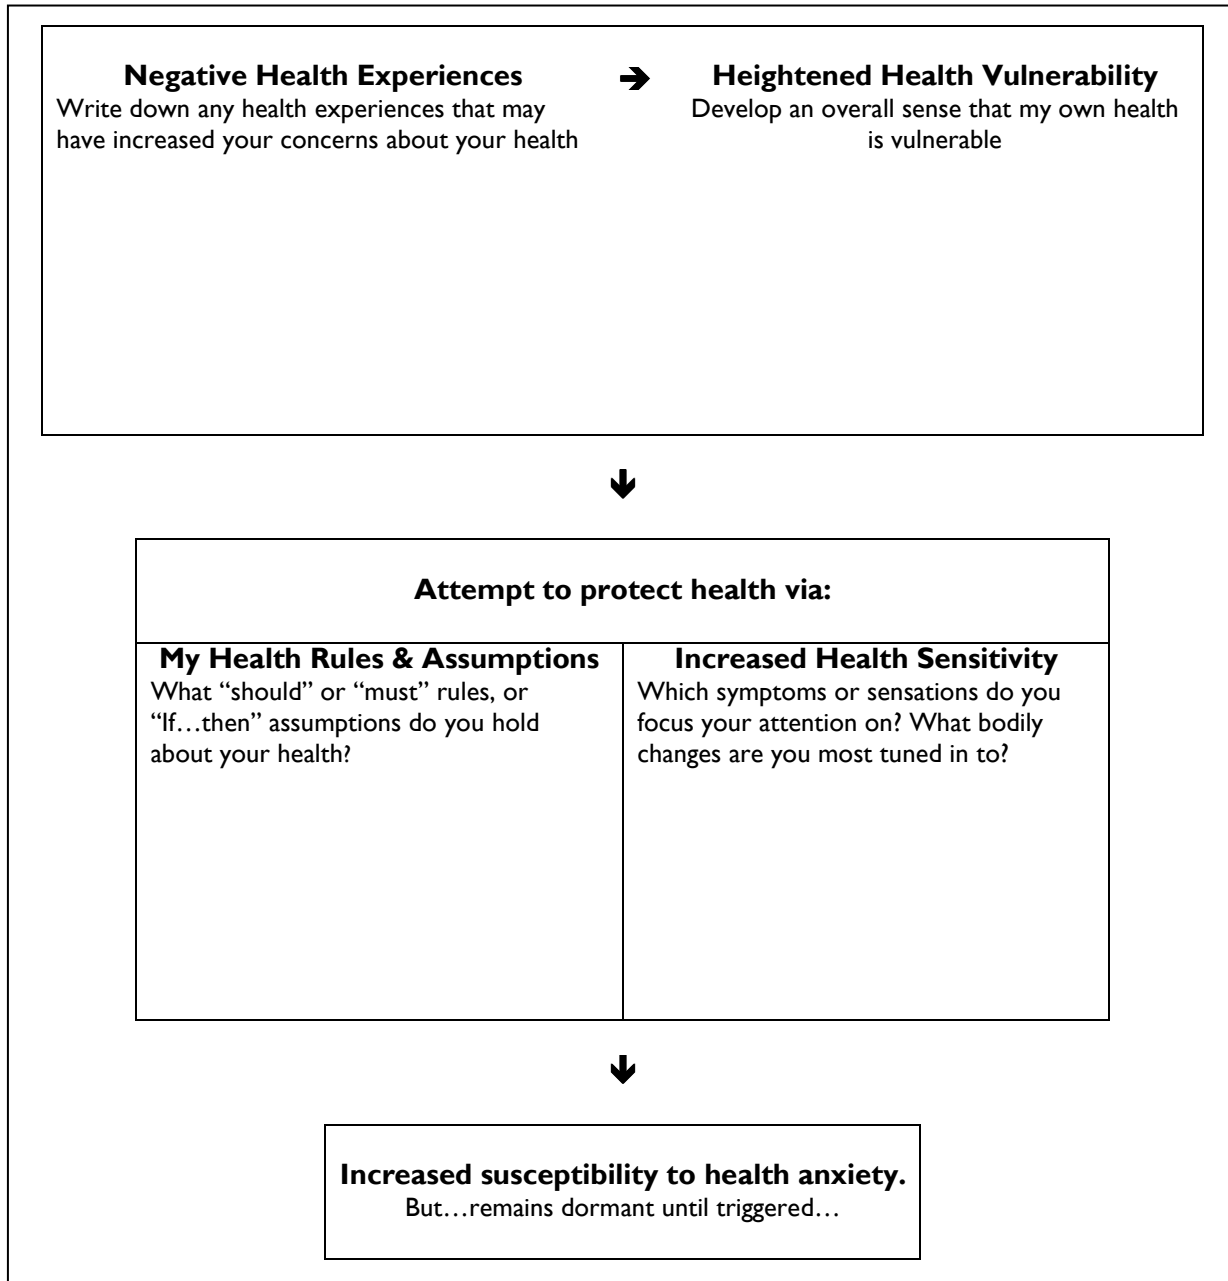 Negative Health Experiences
Write down any health experiences that may
have increased your concerns about your health
➔
Heightened Health Vulnerability
Develop an overall sense that my own health
is vulnerable
Attempt to protect health via:
My Health Rules & Assumptions
What “should” or “must” rules, or
“If…then” assumptions do you hold
about your health?
Increased Health Sensitivity
Which symptoms or sensations do you
focus your attention on? What bodily
changes are you most tuned in to?
Increased susceptibility to health anxiety.
But…remains dormant until triggered…